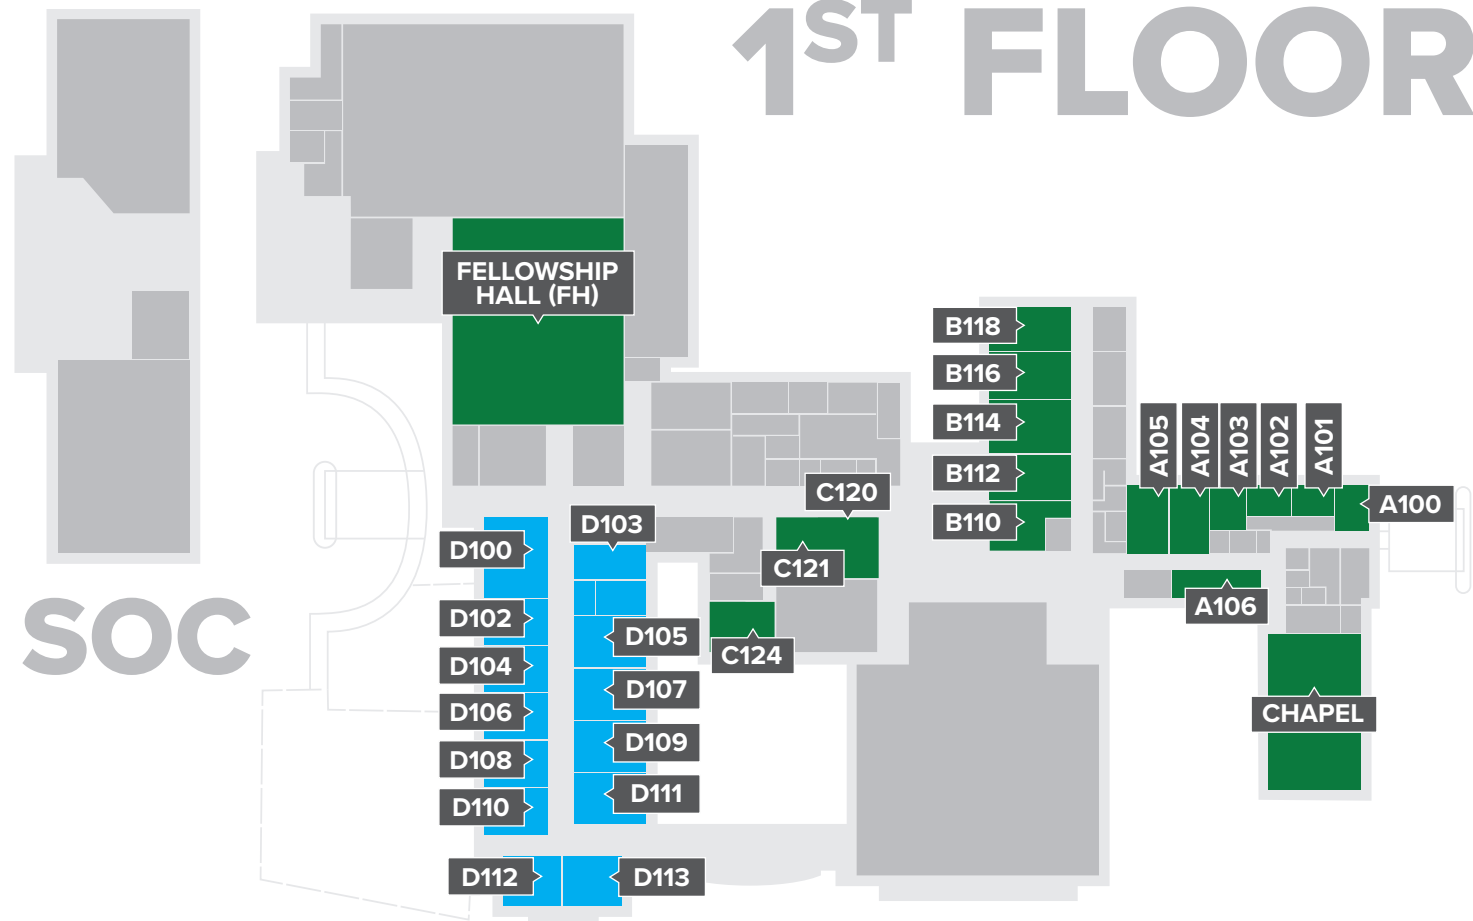 1ST FLOOR
FELLOWSHIP
HALL (FH)
B118
B116
B114
B112
B110
A105
A104
A103
A102
A101
A100
C120
C121
C124
A106
CHAPEL
D103
D100
D102
D104
D106
D108
D110
D105
D107
D109
D111
D112
D113
SOC